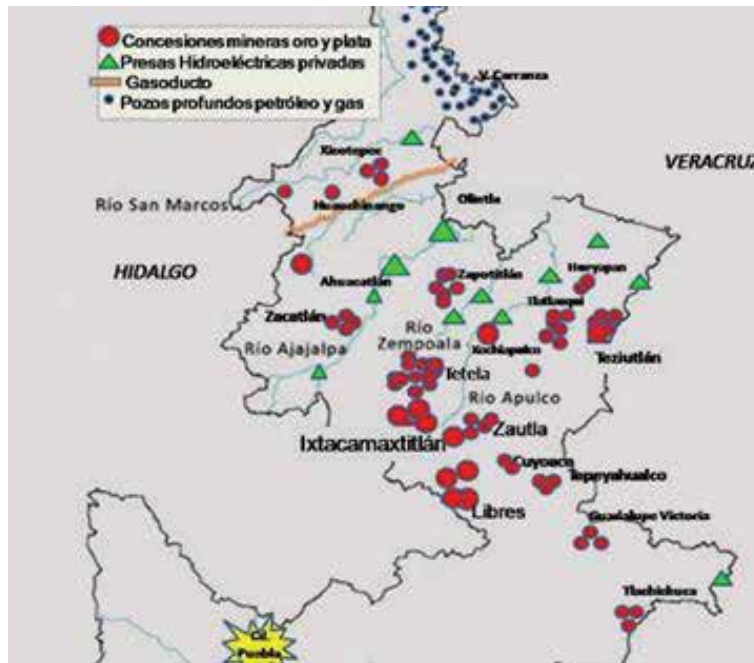 Concesiones mineras oro y plata
Presas Hidroeléctricas privadas
Gasoducto
Pozos profundos petróleo y gas
V. Carranza
Xicotepec
VERACRUZ
Río San Marcos
Huauchinango
Olintla
HIDALGO
Ahuacatlán
Zapotitlán
Hueyapan
Tlatlauqui
Zacatlán
Río
Zempoala
Xochiapulco
Río Ajajalpa
Teziutlán
Tetela
Río Apulco
Ixtacamaxtitlán
Zautla
Cuyoaco
Tepeyahualco
Libres
Guadalupe Victoria
Tlachichuca
Cd.
Puebla